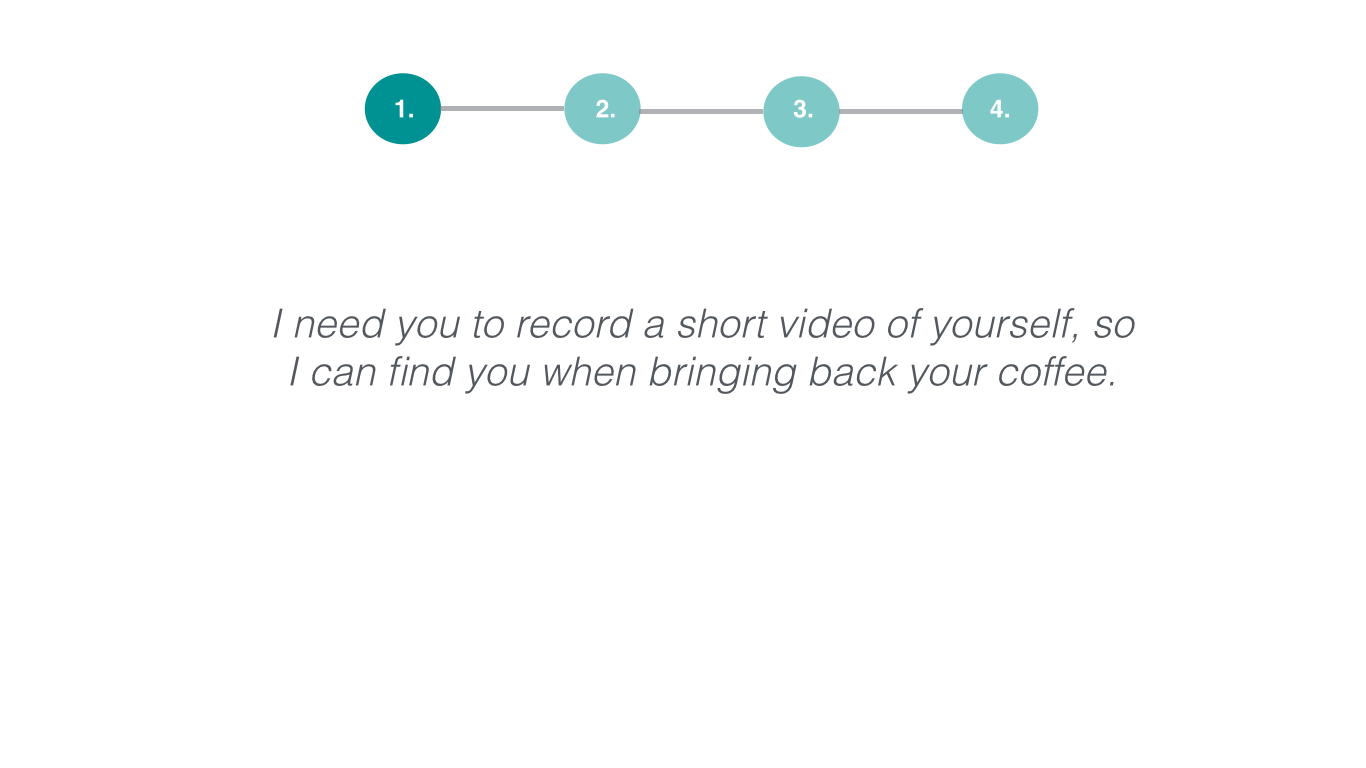 1. 2. 3. 4.
I need you to record a short video of yourself, so
I can find you when bringing back your coffee.